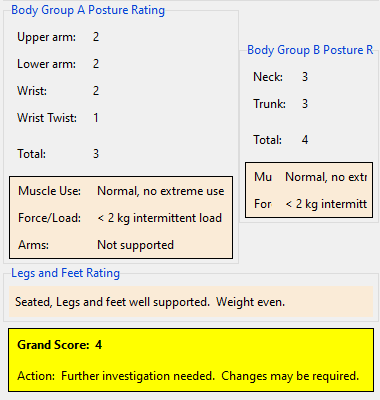 Body Group A Posture Rating
Upper arm: 2
Lower arm: 2
Wrist: 2
Wrist Twist: 1
Total: 3
Muscle Use: Normal, no extreme use
Force/Load: < 2 kg intermittent load
Arms: Not supported
Body Group B Posture R
Neck: 3
Trunk: 3
Total: 4
Mu Normal, no extr
For < 2 kg intermitt
Legs and Feet Rating
Seated, Legs and feet well supported. Weight even.
Grand Score: 4
Action: Further investigation needed. Changes may be required.